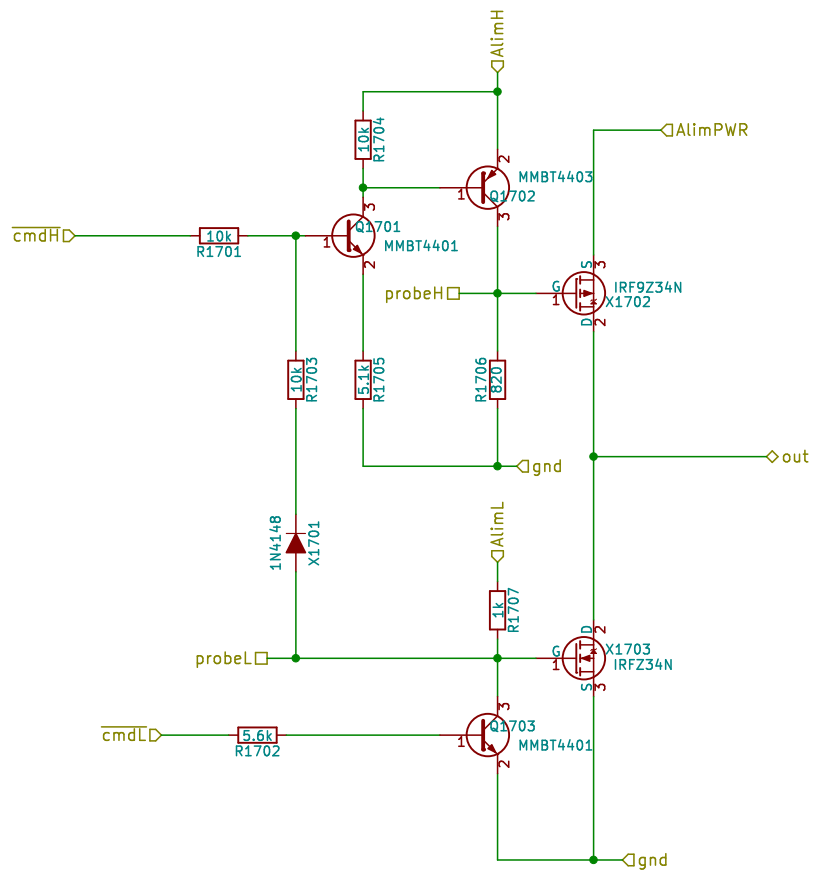 AlimH
AlimPWR
10k
R1704
2
MMBT4403
1
Q1702
3
3
Q1701
cmdH
10k
R1701
1
MMBT4401
2
probeH
S
3
G
1
IRF9Z34N
X1702
D
2
10k
R1703
5.1k
R1705
R1706
820
out
gnd
AlimL
1N4148
X1701
1k
R1707
D
2
probeL
G
1
X1703
IRFZ34N
S
3
3
Q1703
cmdL
5.6k
R1702
1
MMBT4401
2
gnd